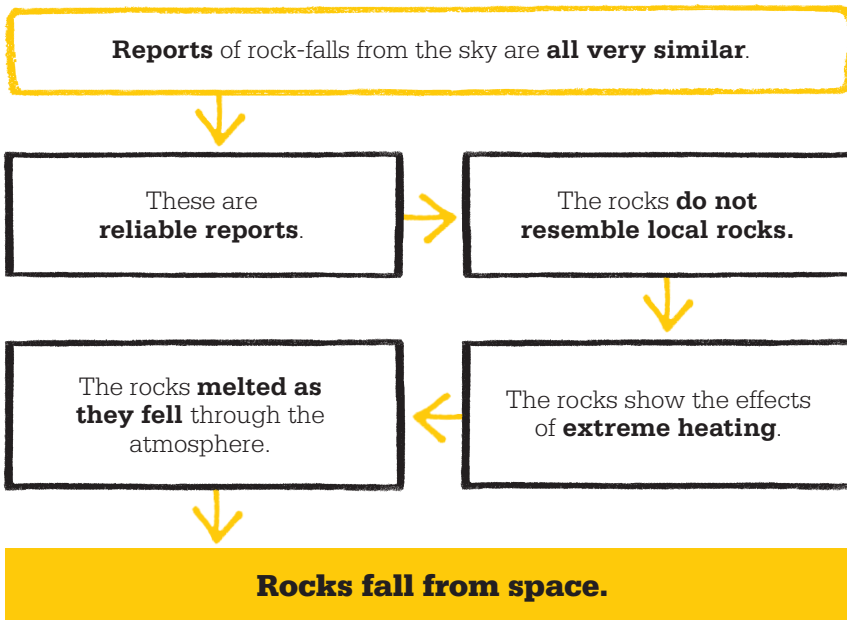 Reports of rock-falls from the sky are all very similar.
These are
reliable reports.
The rocks do not
resemble local rocks.
The rocks show the effects
of extreme heating.
The rocks melted as
they fell through the
atmosphere.
Rocks fall from space.